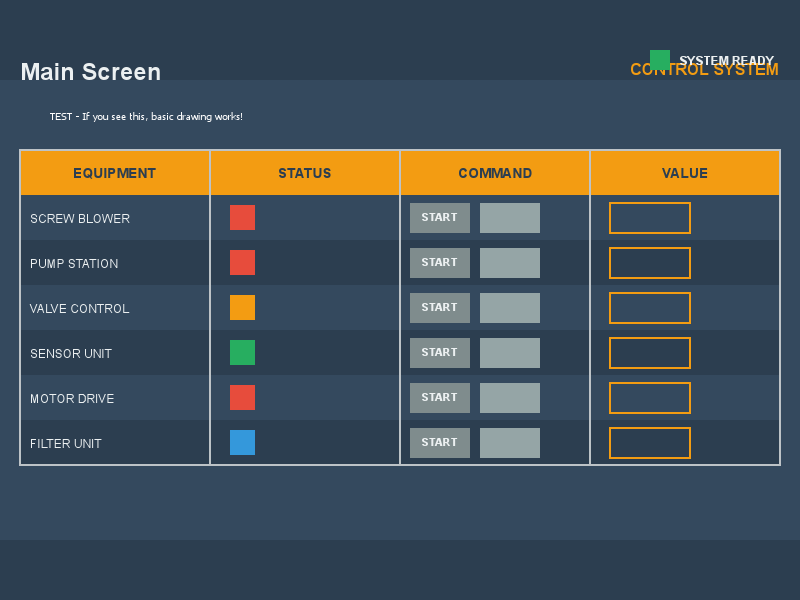 SYSTEM READY
Main Screen
CONTROL SYSTEM
TEST - If you see this, basic drawing works!
EQUIPMENT STATUS COMMAND VALUE
SCREW BLOWER START
PUMP STATION START
VALVE CONTROL START
SENSOR UNIT START
MOTOR DRIVE START
FILTER UNIT START